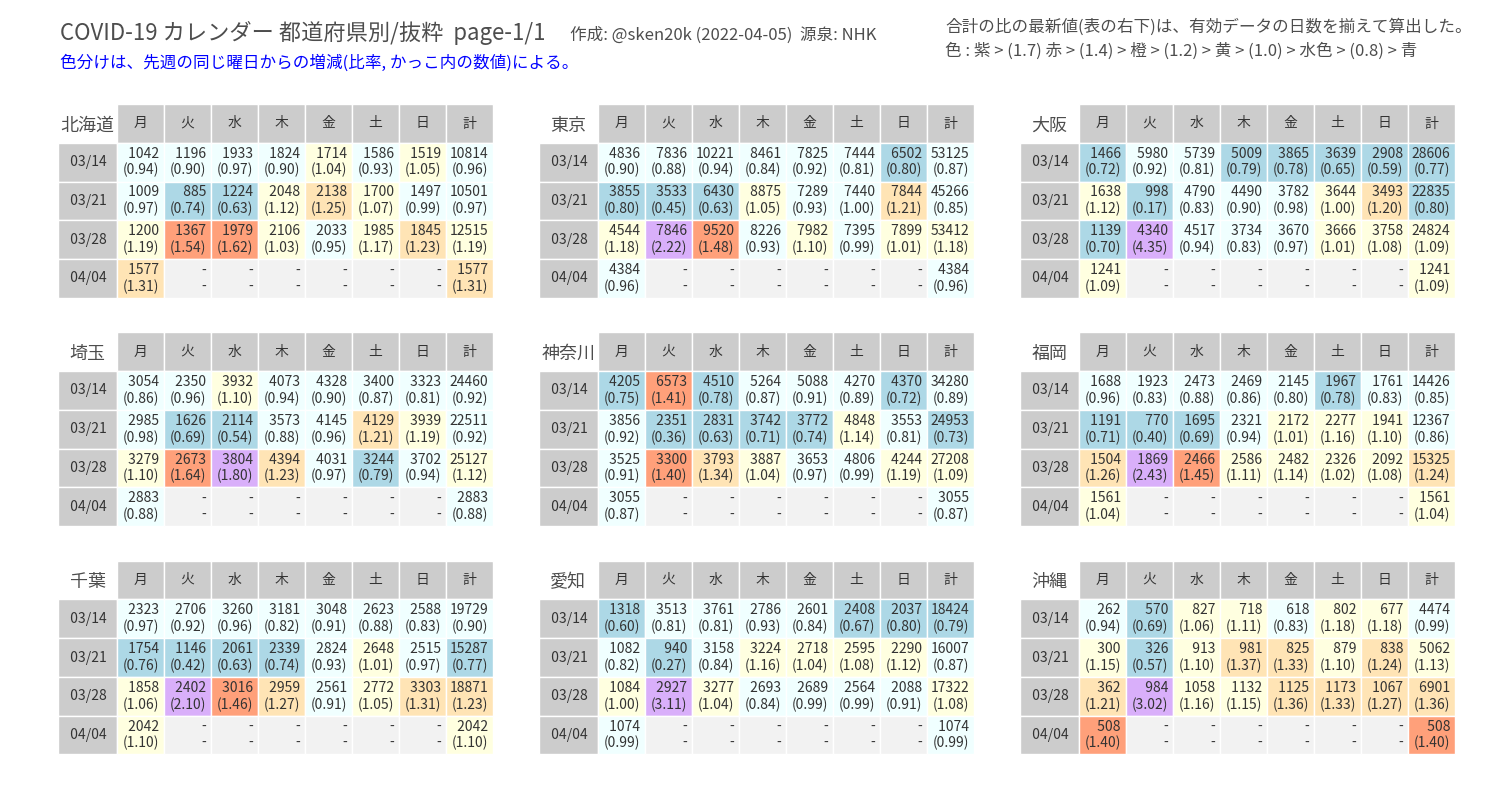 COVID-19 カレンダー 都道府県別/抜粋 page-1/1 作成: @sken20k (2022-04-05) 源泉: NHK
合計の比の最新値(表の右下)は、有効データの日数を揃えて算出した。
色分けは、先週の同じ曜日からの増減(比率, かっこ内の数値)による。
色 : 紫 > (1.7) 赤 > (1.4) > 橙 > (1.2) > 黄 > (1.0) > 水色 > (0.8) > 青
北海道 月 火 水 木 金 土 日 計
03/14 1042 1196 1933 1824 1714 1586 1519 10814
(0.94) (0.90) (0.97) (0.90) (1.04) (0.93) (1.05) (0.96)
03/21 1009 885 1224 2048 2138 1700 1497 10501
(0.97) (0.74) (0.63) (1.12) (1.25) (1.07) (0.99) (0.97)
03/28 1200 1367 1979 2106 2033 1985 1845 12515
(1.19) (1.54) (1.62) (1.03) (0.95) (1.17) (1.23) (1.19)
04/04 1577 - - - - - - 1577
(1.31) - - - - - - (1.31)
東京 月 火 水 木 金 土 日 計
03/14 4836 7836 10221 8461 7825 7444 6502 53125
(0.90) (0.88) (0.94) (0.84) (0.92) (0.81) (0.80) (0.87)
03/21 3855 3533 6430 8875 7289 7440 7844 45266
(0.80) (0.45) (0.63) (1.05) (0.93) (1.00) (1.21) (0.85)
03/28 4544 7846 9520 8226 7982 7395 7899 53412
(1.18) (2.22) (1.48) (0.93) (1.10) (0.99) (1.01) (1.18)
04/04 4384 - - - - - - 4384
(0.96) - - - - - - (0.96)
大阪 月 火 水 木 金 土 日 計
03/14 1466 5980 5739 5009 3865 3639 2908 28606
(0.72) (0.92) (0.81) (0.79) (0.78) (0.65) (0.59) (0.77)
03/21 1638 998 4790 4490 3782 3644 3493 22835
(1.12) (0.17) (0.83) (0.90) (0.98) (1.00) (1.20) (0.80)
03/28 1139 4340 4517 3734 3670 3666 3758 24824
(0.70) (4.35) (0.94) (0.83) (0.97) (1.01) (1.08) (1.09)
04/04 1241 - - - - - - 1241
(1.09) - - - - - - (1.09)
埼玉 月 火 水 木 金 土 日 計
03/14 3054 2350 3932 4073 4328 3400 3323 24460
(0.86) (0.96) (1.10) (0.94) (0.90) (0.87) (0.81) (0.92)
03/21 2985 1626 2114 3573 4145 4129 3939 22511
(0.98) (0.69) (0.54) (0.88) (0.96) (1.21) (1.19) (0.92)
03/28 3279 2673 3804 4394 4031 3244 3702 25127
(1.10) (1.64) (1.80) (1.23) (0.97) (0.79) (0.94) (1.12)
04/04 2883 - - - - - - 2883
(0.88) - - - - - - (0.88)
神奈川 月 火 水 木 金 土 日 計
03/14 4205 6573 4510 5264 5088 4270 4370 34280
(0.75) (1.41) (0.78) (0.87) (0.91) (0.89) (0.72) (0.89)
03/21 3856 2351 2831 3742 3772 4848 3553 24953
(0.92) (0.36) (0.63) (0.71) (0.74) (1.14) (0.81) (0.73)
03/28 3525 3300 3793 3887 3653 4806 4244 27208
(0.91) (1.40) (1.34) (1.04) (0.97) (0.99) (1.19) (1.09)
04/04 3055 - - - - - - 3055
(0.87) - - - - - - (0.87)
福岡 月 火 水 木 金 土 日 計
03/14 1688 1923 2473 2469 2145 1967 1761 14426
(0.96) (0.83) (0.88) (0.86) (0.80) (0.78) (0.83) (0.85)
03/21 1191 770 1695 2321 2172 2277 1941 12367
(0.71) (0.40) (0.69) (0.94) (1.01) (1.16) (1.10) (0.86)
03/28 1504 1869 2466 2586 2482 2326 2092 15325
(1.26) (2.43) (1.45) (1.11) (1.14) (1.02) (1.08) (1.24)
04/04 1561 - - - - - - 1561
(1.04) - - - - - - (1.04)
千葉 月 火 水 木 金 土 日 計
03/14 2323 2706 3260 3181 3048 2623 2588 19729
(0.97) (0.92) (0.96) (0.82) (0.91) (0.88) (0.83) (0.90)
03/21 1754 1146 2061 2339 2824 2648 2515 15287
(0.76) (0.42) (0.63) (0.74) (0.93) (1.01) (0.97) (0.77)
03/28 1858 2402 3016 2959 2561 2772 3303 18871
(1.06) (2.10) (1.46) (1.27) (0.91) (1.05) (1.31) (1.23)
04/04 2042 - - - - - - 2042
(1.10) - - - - - - (1.10)
愛知 月 火 水 木 金 土 日 計
03/14 1318 3513 3761 2786 2601 2408 2037 18424
(0.60) (0.81) (0.81) (0.93) (0.84) (0.67) (0.80) (0.79)
03/21 1082 940 3158 3224 2718 2595 2290 16007
(0.82) (0.27) (0.84) (1.16) (1.04) (1.08) (1.12) (0.87)
03/28 1084 2927 3277 2693 2689 2564 2088 17322
(1.00) (3.11) (1.04) (0.84) (0.99) (0.99) (0.91) (1.08)
04/04 1074 - - - - - - 1074
(0.99) - - - - - - (0.99)
沖縄 月 火 水 木 金 土 日 計
03/14 262 570 827 718 618 802 677 4474
(0.94) (0.69) (1.06) (1.11) (0.83) (1.18) (1.18) (0.99)
03/21 300 326 913 981 825 879 838 5062
(1.15) (0.57) (1.10) (1.37) (1.33) (1.10) (1.24) (1.13)
03/28 362 984 1058 1132 1125 1173 1067 6901
(1.21) (3.02) (1.16) (1.15) (1.36) (1.33) (1.27) (1.36)
04/04 508 - - - - - - 508
(1.40) - - - - - - (1.40)